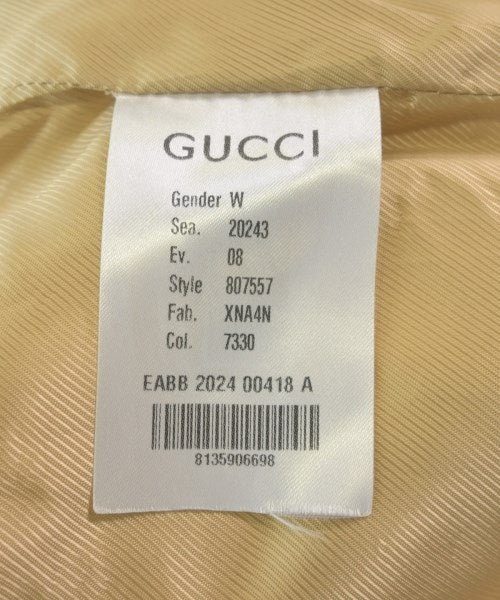 GUCCI
Gender W
Sea. 20243
Ev. 08
Style 807557
Fab. XNA4N
Col. 7330
EABB 2024 00418 A
8135906698